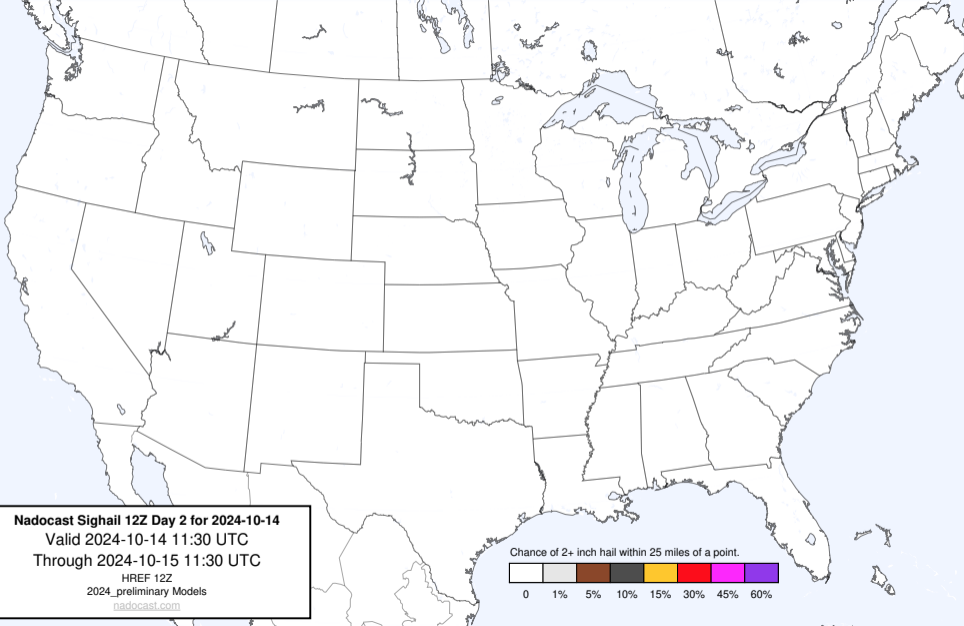 Nadocast Sighail 12Z Day 2 for 2024-10-14
Valid 2024-10-14 11:30 UTC
Through 2024-10-15 11:30 UTC
HREF 12Z
2024_preliminary Models
nadocast.com
Chance of 2+ inch hail within 25 miles of a point.
0 1% 5% 10% 15% 30% 45% 60%